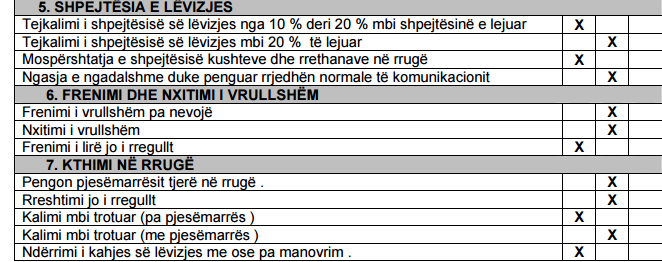 5. SHPEJTËSIA E LËVIZJES
Tejkalimi i shpejtësisë së lëvizjes nga 10 % deri 20 % mbi shpejtësinë e lejuar X
Tejkalimi i shpejtësisë së lëvizjes mbi 20 % të lejuar X
Mospërshtatja e shpejtësisë kushteve dhe rrethanave në rrugë X
Ngasja e ngadalshme duke penguar rrjedhën normale të komunikacionit X
6. FRENIMI DHE NXITIMI I VRULLSHËM
Frenimi i vrullshëm pa nevojë X
Nxitimi i vrullshëm X
Frenimi i lirë jo i rregullt X
7. KTHIMI NË RRUGË
Pengon pjesëmarrësit tjerë në rrugë . X
Rreshtimi jo i rregullt X
Kalimi mbi trotuar (pa pjesëmarrës ) X
Kalimi mbi trotuar (me pjesëmarrës ) X
Ndërrimi i kahjes së lëvizjes me ose pa manovrim . X